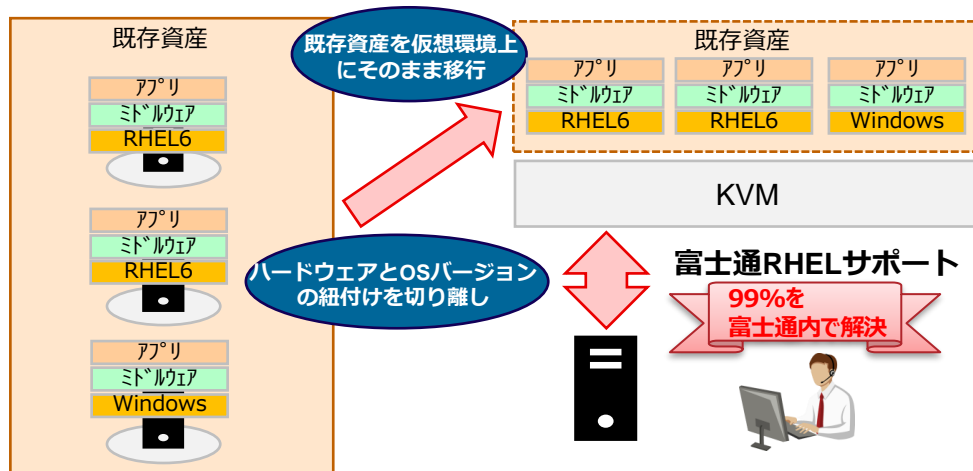 既存資産
アプリ
ミドルウェア
RHEL6
アプリ
ミドルウェア
RHEL6
アプリ
ミドルウェア
Windows
既存資産を仮想環境上
にそのまま移行
ハードウェアとOSバージョン
の紐付けを切り離し
既存資産
アプリ
ミドルウェア
RHEL6
アプリ
ミドルウェア
RHEL6
アプリ
ミドルウェア
Windows
KVM
富士通RHELサポート
99%を
富士通内で解決